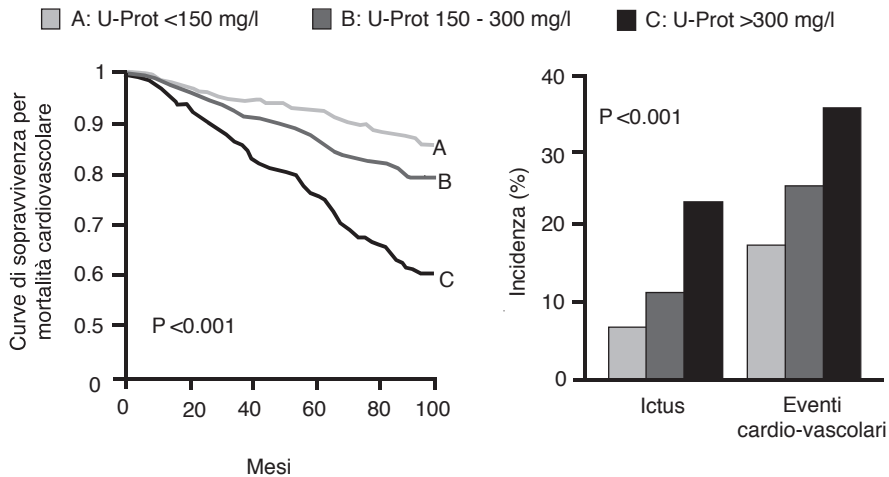 A: U-Prot <150 mg/l
B: U-Prot 150 - 300 mg/l
C: U-Prot >300 mg/l
Curve di sopravvivenza per
mortalità cardiovascolare
1
0.9
0.8
0.7
0.6
0.5
0
A
B
C
P <0.001
0 20 40 60 80 100
Mesi
Incidenza (%)
40
30
20
10
0
P <0.001
Ictus
Eventi
cardio-vascolari